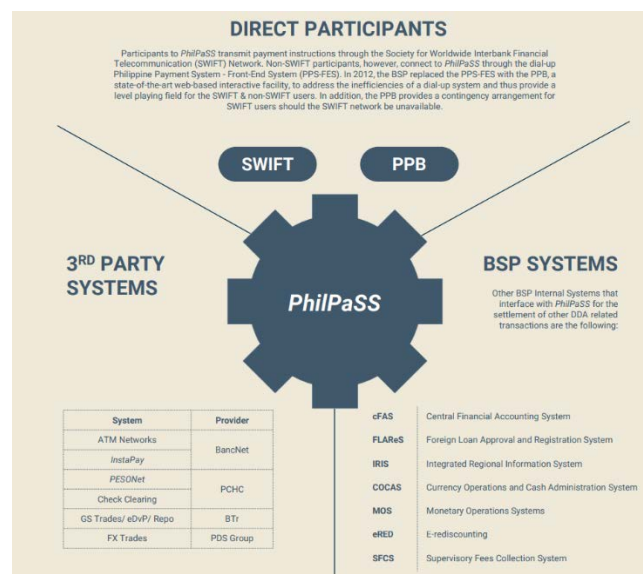 DIRECT PARTICIPANTS
Participants to PhilPaSS transmit payment instructions through the Society for Worldwide Interbank Financial
Telecommunication (SWIFT) Network. Non-SWIFT participants, however, connect to PhilPaSS through the dial-up
Philippine Payment System - Front-End System (PPS-FES). In 2012, the BSP replaced the PPS-FES with the PPB, a
state-of-the-art web-based interactive facility, to address the inefficiencies of a dial-up system and thus provide a
level playing field for the SWIFT & non-SWIFT users. In addition, the PPB provides a contingency arrangement for
SWIFT users should the SWIFT network be unavailable.
SWIFT PPB
3RD PARTY
SYSTEMS
PhilPaSS
BSP SYSTEMS
Other BSP Internal Systems that
interface with PhilPaSS for the
settlement of other DDA related
transactions are the following:
System Provider
ATM Networks
BancNet
InstaPay
PESONet
PCHC
Check Clearing
GS Trades/ eDvP/ Repo BTr
FX Trades PDS Group
cFAS Central Financial Accounting System
FLAReS Foreign Loan Approval and Registration System
IRIS Integrated Regional Information System
COCAS Currency Operations and Cash Administration System
MOS Monetary Operations Systems
eRED E-rediscounting
SFCS Supervisory Fees Collection System